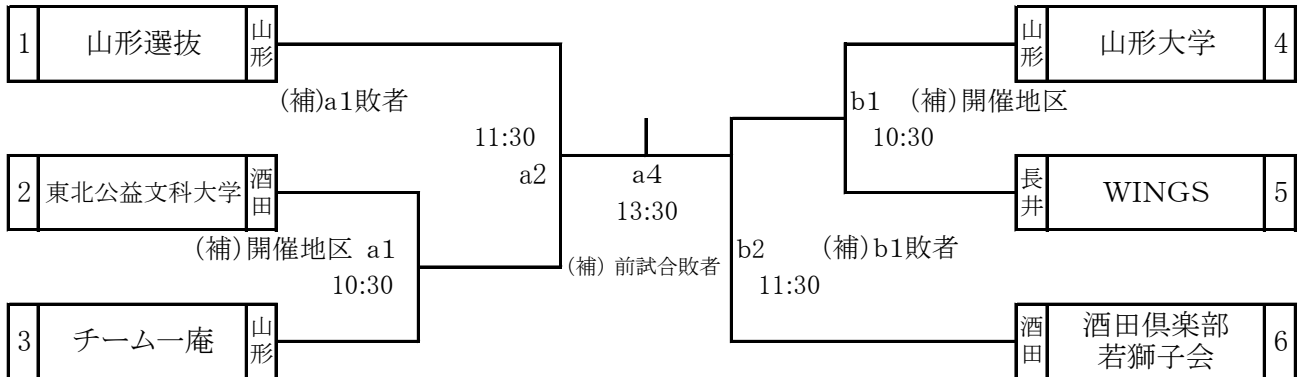 1 山形選抜 山形
(補)a1敗者
11:30
a2
2 東北公益文科大学 酒田
(補)開催地区 a1
10:30
3 チーム一庵 山形
a4
13:30
(補) 前試合敗者
山形 山形大学 4
b1 (補)開催地区
10:30
長井 WINGS 5
b2 (補)b1敗者
11:30
酒田 酒田倶楽部 6
若獅子会